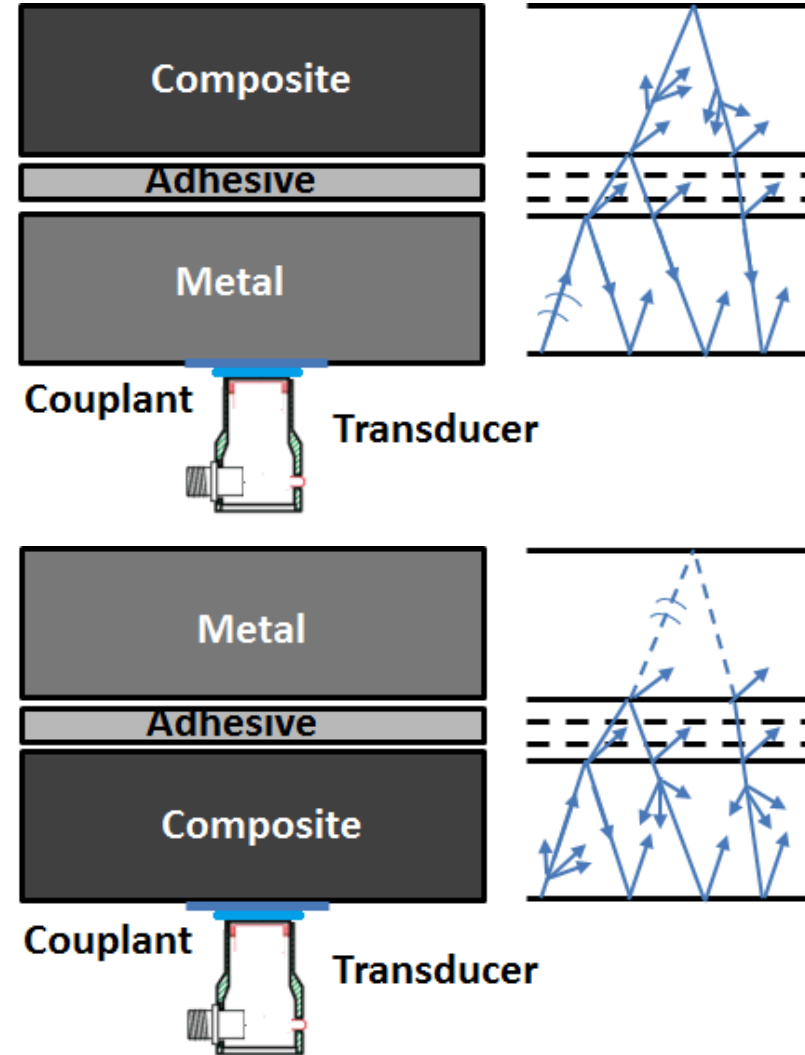 Composite
Adhesive
Metal
Couplant
Transducer
Metal
Adhesive
Composite
Couplant
Transducer